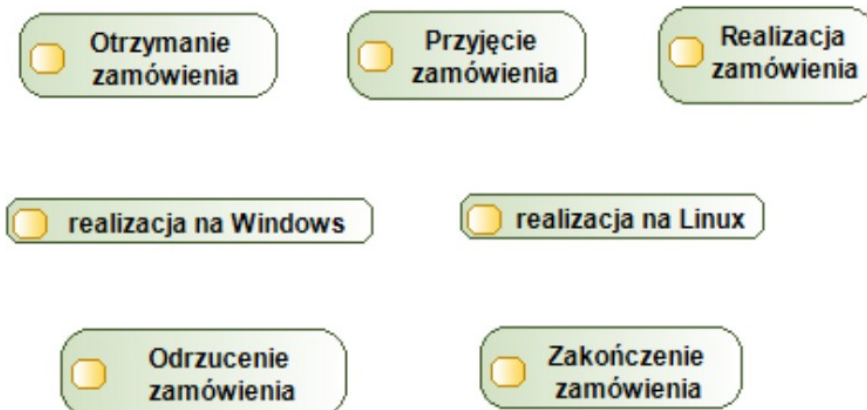 Otrzymanie
zamówienia
Przyjęcie
zamówienia
Realizacja
zamówienia
realizacja na Windows
realizacja na Linux
Odrzucenie
zamówienia
Zakończenie
zamówienia